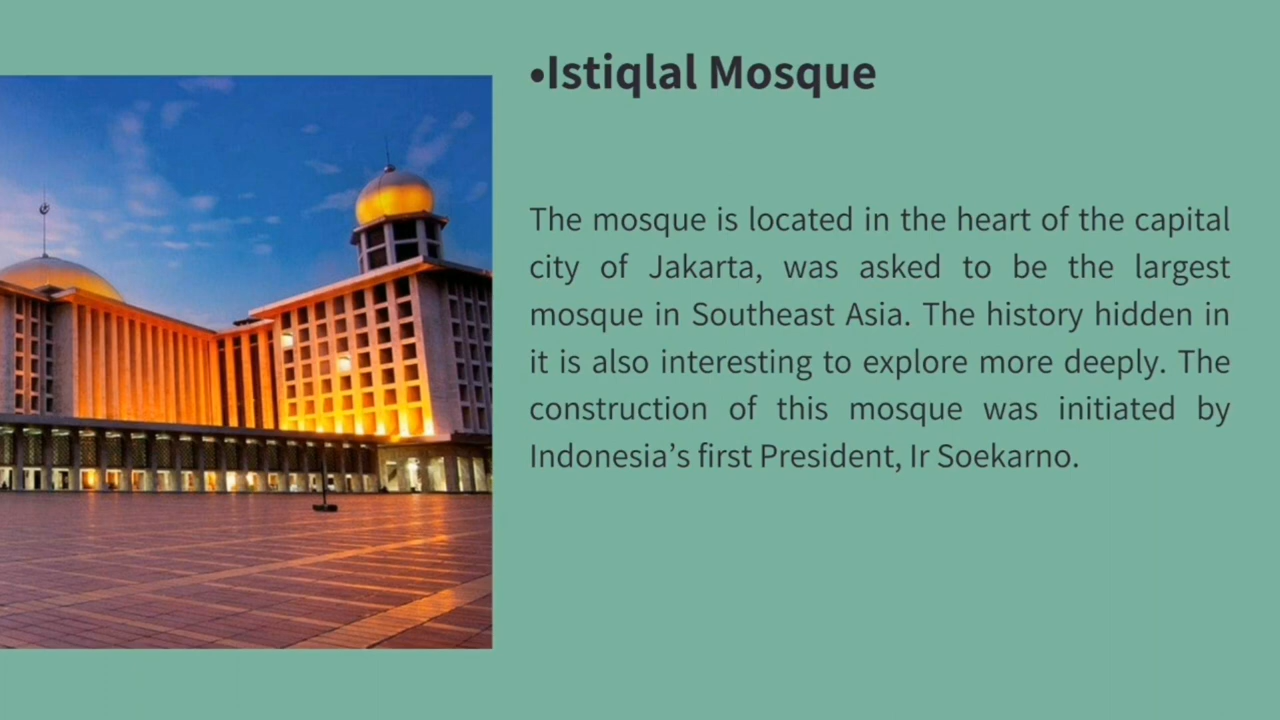 •Istiqlal Mosque
The mosque is located in the heart of the capital
city of Jakarta, was asked to be the largest
mosque in Southeast Asia. The history hidden in
it is also interesting to explore more deeply. The
construction of this mosque was initiated by
Indonesia’s first President, Ir Soekarno.